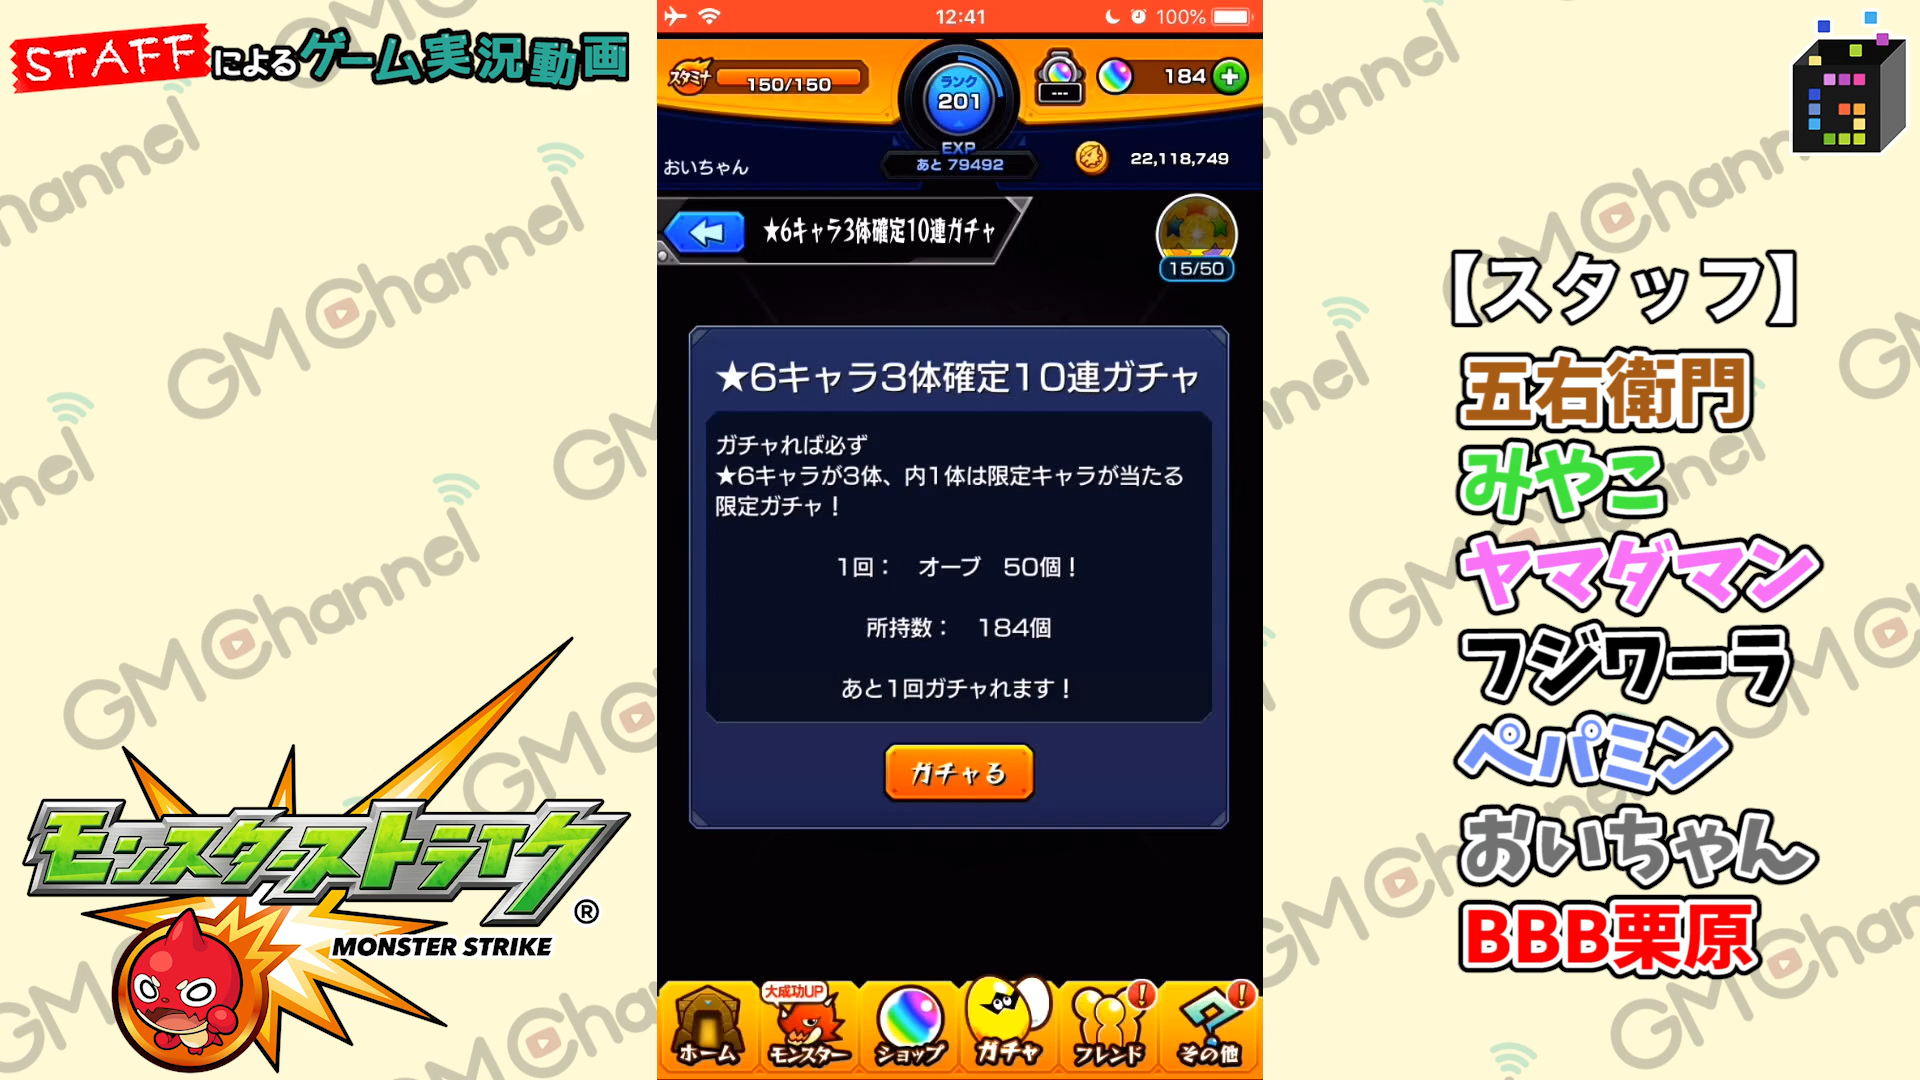 STAFFによるゲーム実況動画
12:41
100%
スタミナ
150/150
ランク
201
EXP
あと 79492
---
184
22,118,749
おいちゃん
★6キャラ3体確定10連ガチャ
15/50
★6キャラ3体確定10連ガチャ
ガチャれば必ず
★6キャラが3体、内1体は限定キャラが当たる
限定ガチャ！
1回： オーブ 50個！
所持数： 184個
あと1回ガチャれます！
ガチャる
大成功UP
ホーム
モンスター
ショップ
ガチャ
フレンド
その他
【スタッフ】
五右衛門
みやこ
ヤマダマン
フジワーラ
ペパミン
おいちゃん
BBB栗原
モンスターストライク
®
MONSTER STRIKE
GMChannel